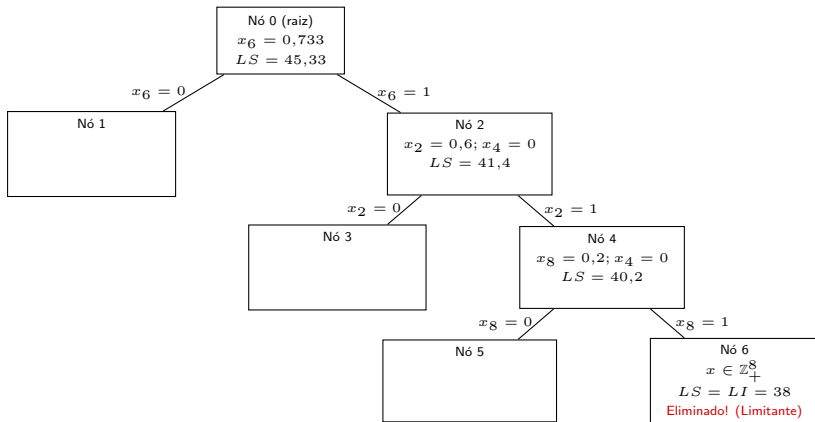 Nó 0 (raiz)
x₆ = 0,733
LS = 45,33
x₆ = 0
x₆ = 1
Nó 1
Nó 2
x₂ = 0,6; x₄ = 0
LS = 41,4
x₂ = 0
x₂ = 1
Nó 3
Nó 4
x₈ = 0,2; x₄ = 0
LS = 40,2
x₈ = 0
x₈ = 1
Nó 5
Nó 6
x ∈ ℤ₊⁸
LS = LI = 38
Eliminado! (Limitante)